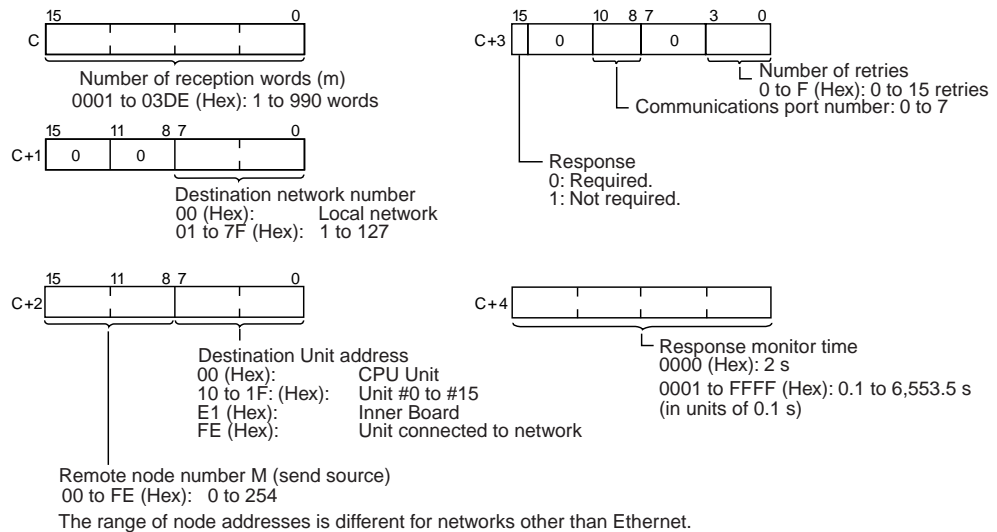 15 0
C
Number of reception words (m)
0001 to 03DE (Hex): 1 to 990 words
15 11 8 7 0
C+1 0 0
Destination network number
00 (Hex): Local network
01 to 7F (Hex): 1 to 127
15 11 8 7 0
C+2
Destination Unit address
00 (Hex): CPU Unit
10 to 1F: (Hex): Unit #0 to #15
E1 (Hex): Inner Board
FE (Hex): Unit connected to network
Remote node number M (send source)
00 to FE (Hex): 0 to 254
The range of node addresses is different for networks other than Ethernet.
15 10 8 7 3 0
C+3 0 0
Number of retries
0 to F (Hex): 0 to 15 retries
Communications port number: 0 to 7
Response
0: Required.
1: Not required.
C+4
Response monitor time
0000 (Hex): 2 s
0001 to FFFF (Hex): 0.1 to 6,553.5 s
(in units of 0.1 s)